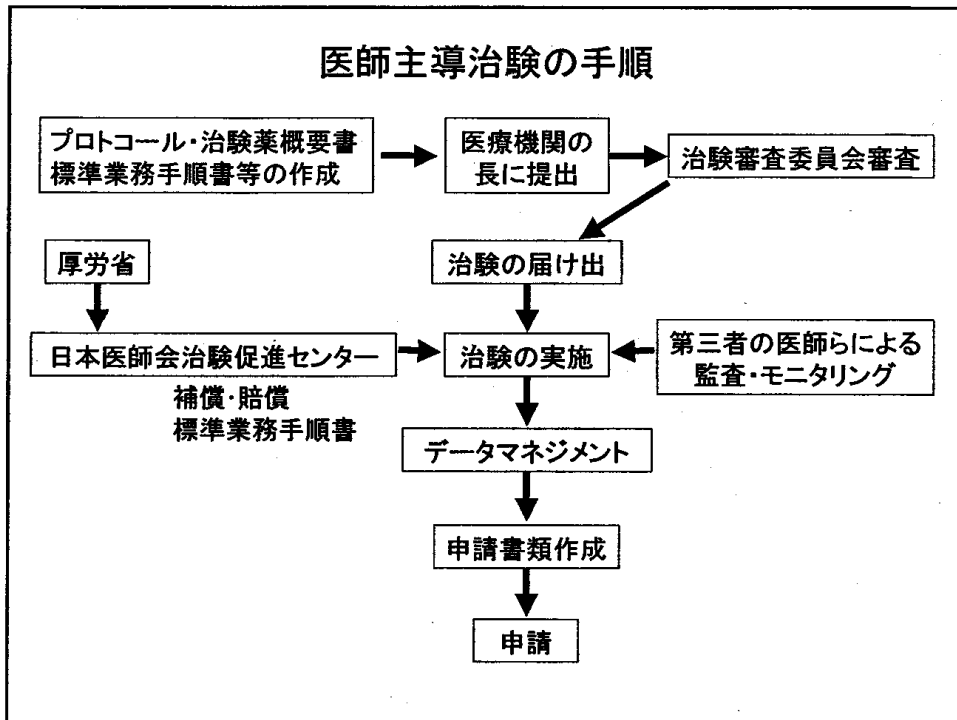 医師主導治験の手順
プロトコール・治験薬概要書
標準業務手順書等の作成
医療機関の
長に提出
治験審査委員会審査
厚労省
治験の届け出
日本医師会治験促進センター
治験の実施
第三者の医師らによる
監査・モニタリング
補償・賠償
標準業務手順書
データマネジメント
申請書類作成
申請